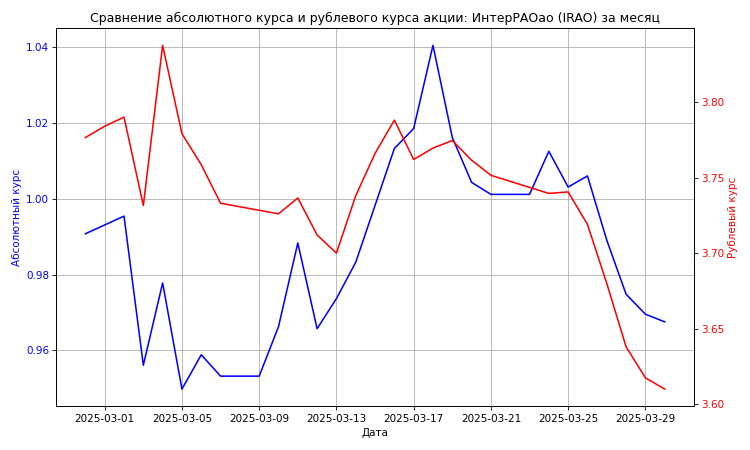 Сравнение абсолютного курса и рублевого курса акции: ИнтерРАОао (IRAO) за месяц
1.04
1.02
1.00
0.98
0.96
Абсолютный курс
3.80
3.75
3.70
3.65
3.60
Рублевый курс
2025-03-01 2025-03-05 2025-03-09 2025-03-13 2025-03-17 2025-03-21 2025-03-25 2025-03-29
Дата